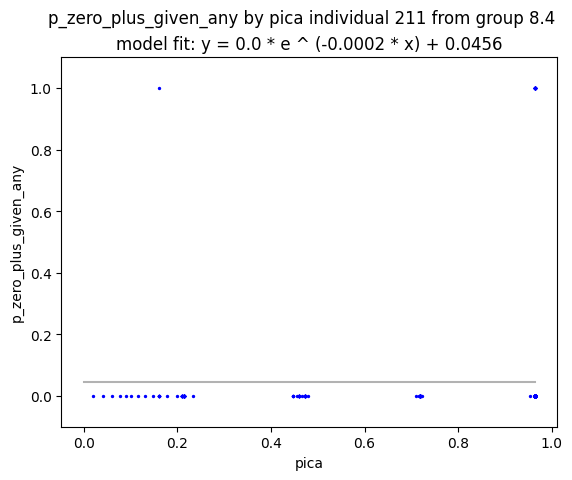 p_zero_plus_given_any by pica individual 211 from group 8.4
model fit: y = 0.0 * e ^ (-0.0002 * x) + 0.0456
1.0
0.8
0.6
0.4
0.2
0.0
p_zero_plus_given_any
0.0 0.2 0.4 0.6 0.8 1.0
pica